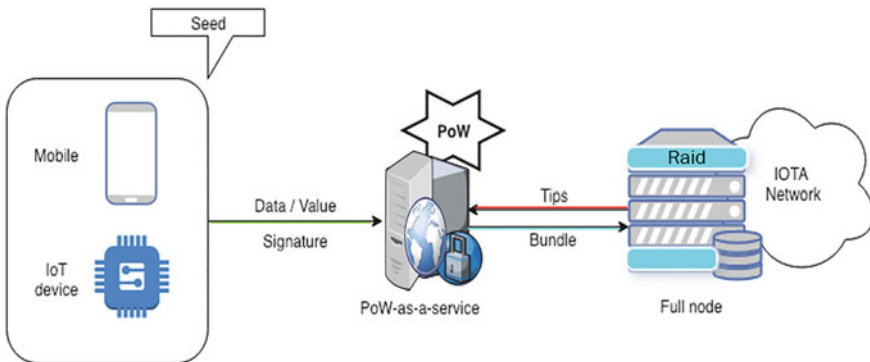 Seed
Mobile
IoT
device
Data / Value
Signature
PoW
PoW-as-a-service
Tips
Bundle
Raid
Full node
IOTA
Network